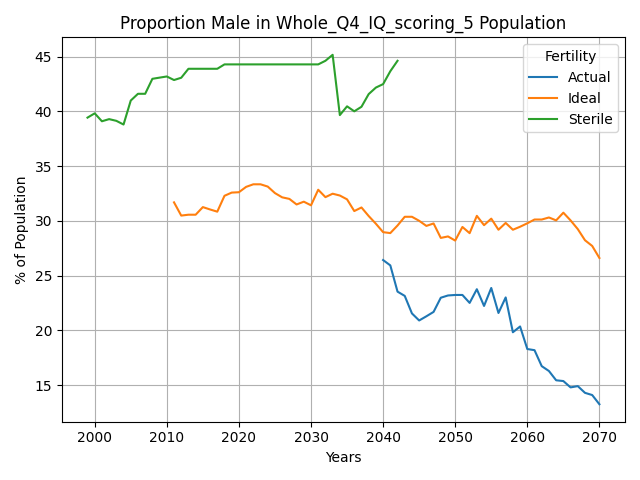 Proportion Male in Whole_Q4_IQ_scoring_5 Population
% of Population
45
40
35
30
25
20
15
Fertility
Actual
Ideal
Sterile
2000 2010 2020 2030 2040 2050 2060 2070
Years